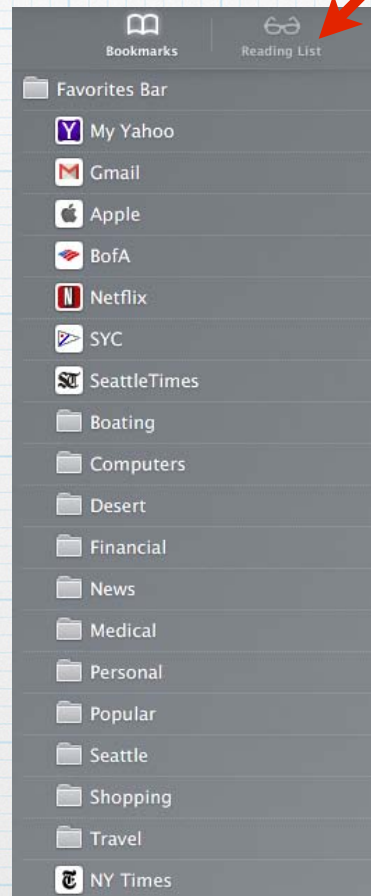 Bookmarks Reading List
Favorites Bar
My Yahoo
Gmail
Apple
BofA
Netflix
SYC
SeattleTimes
Boating
Computers
Desert
Financial
News
Medical
Personal
Popular
Seattle
Shopping
Travel
NY Times